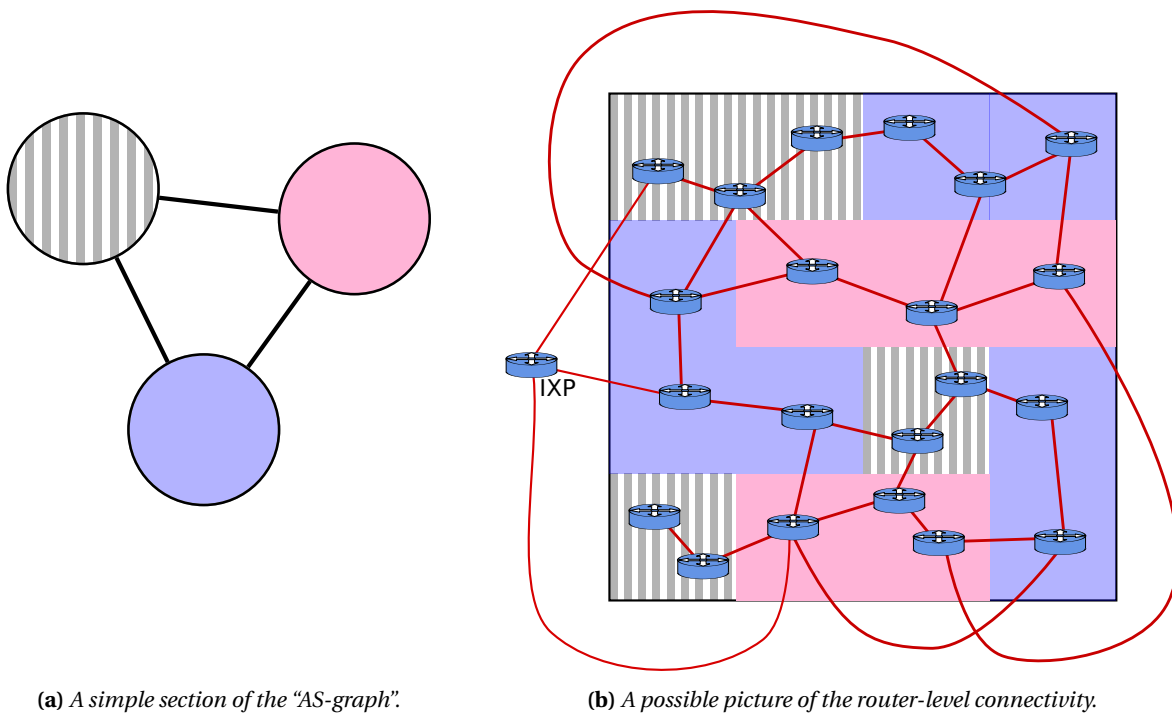 IXP
(a) A simple section of the “AS-graph”.
(b) A possible picture of the router-level connectivity.